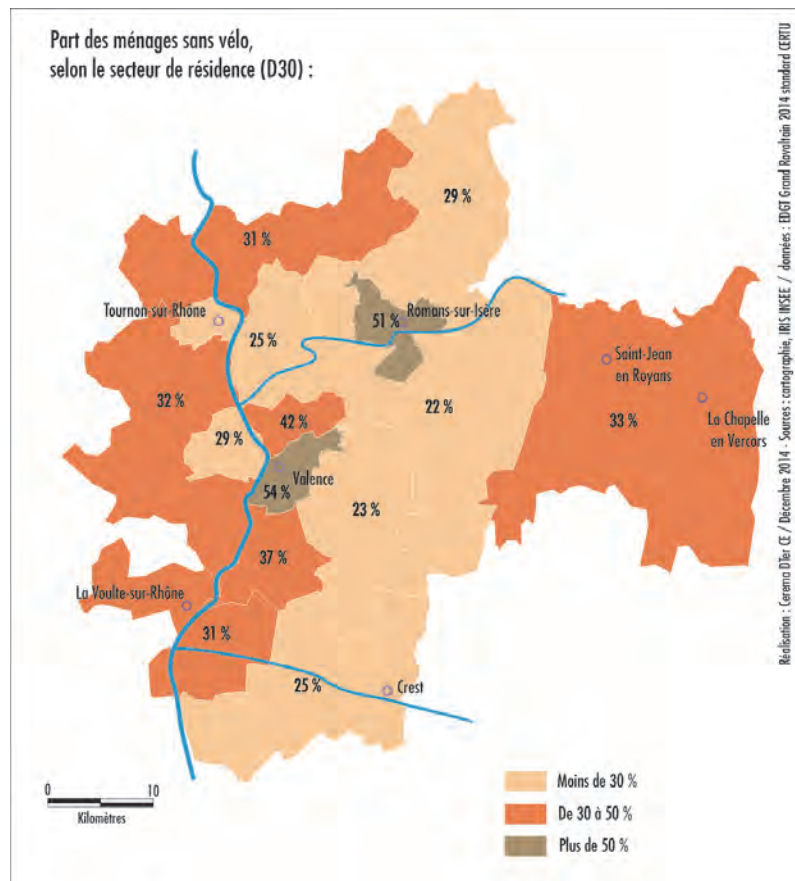 Part des ménages sans vélo,
selon le secteur de résidence (D30) :
29 %
31 %
Tournon-sur-Rhône
51 %
Romans-sur-Isère
25 %
Saint-Jean
en Royans
32 %
22 %
La Chapelle
en Vercors
42 %
33 %
29 %
Valence
54 %
23 %
37 %
La Voulte-sur-Rhône
31 %
25 %
Crest
0 10
Kilomètres
Moins de 30 %
De 30 à 50 %
Plus de 50 %
Réalisation : Cerema DTer CE / Décembre 2014 - Sources : cartographie, IRIS INSEE / données : EDGT Grand Rovaltain 2014 standard CERTU